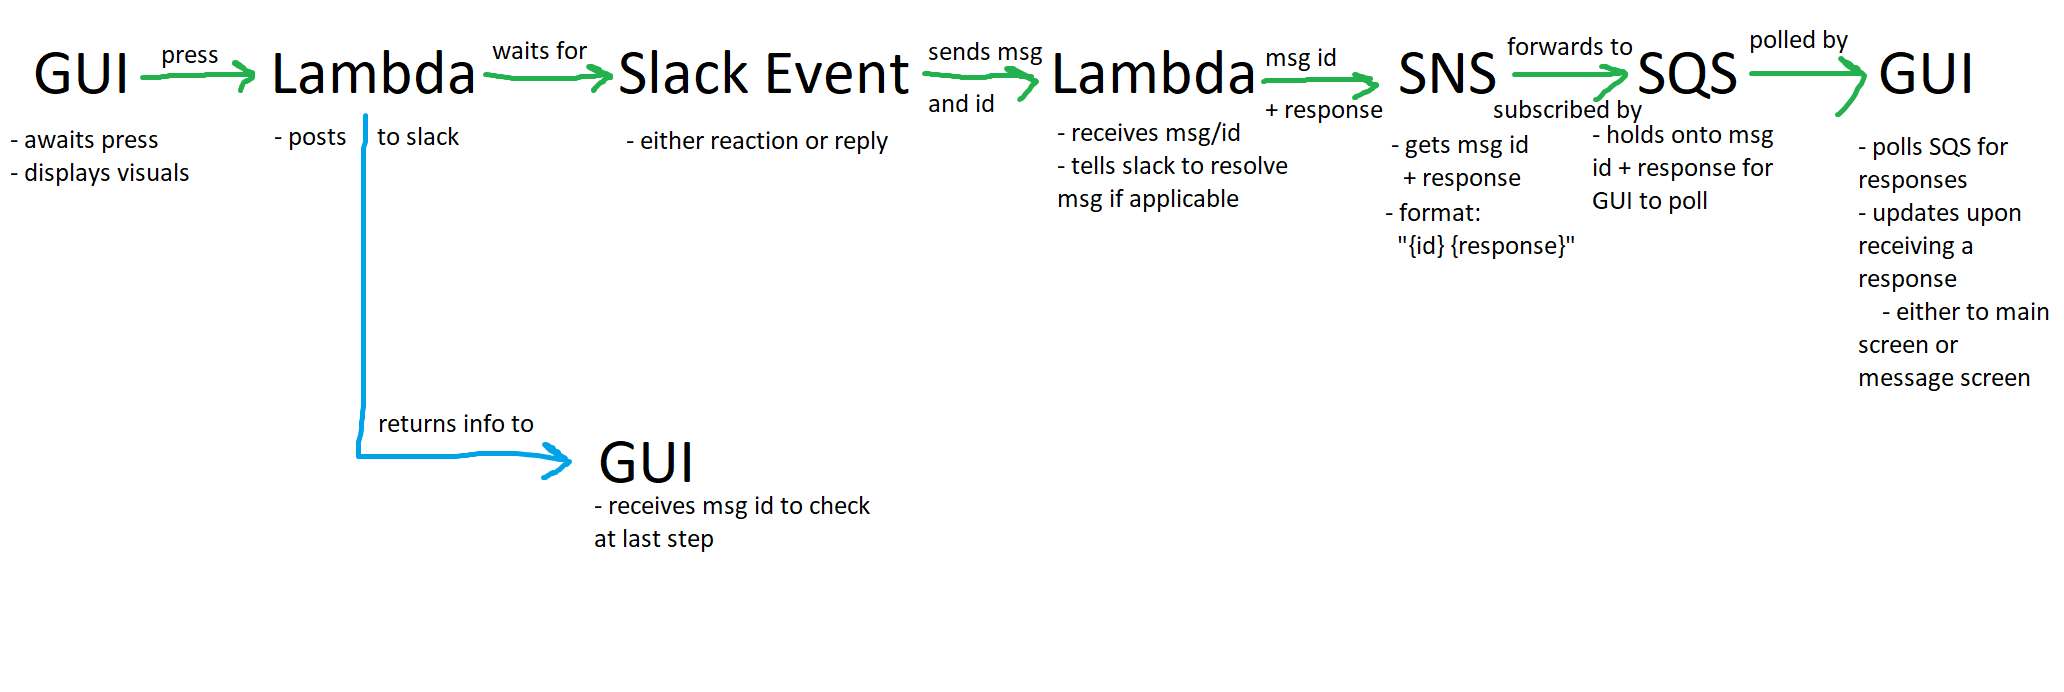 GUI
press
Lambda
waits for
Slack Event
sends msg
and id
Lambda
msg id
+ response
SNS
forwards to
subscribed by
SQS
polled by
GUI
- awaits press
- displays visuals
- posts to slack
- either reaction or reply
- receives msg/id
- tells slack to resolve
msg if applicable
- gets msg id
+ response
- format:
"{id} {response}"
- holds onto msg
id + response for
GUI to poll
- polls SQS for
responses
- updates upon
receiving a
response
- either to main
screen or
message screen
returns info to
GUI
- receives msg id to check
at last step